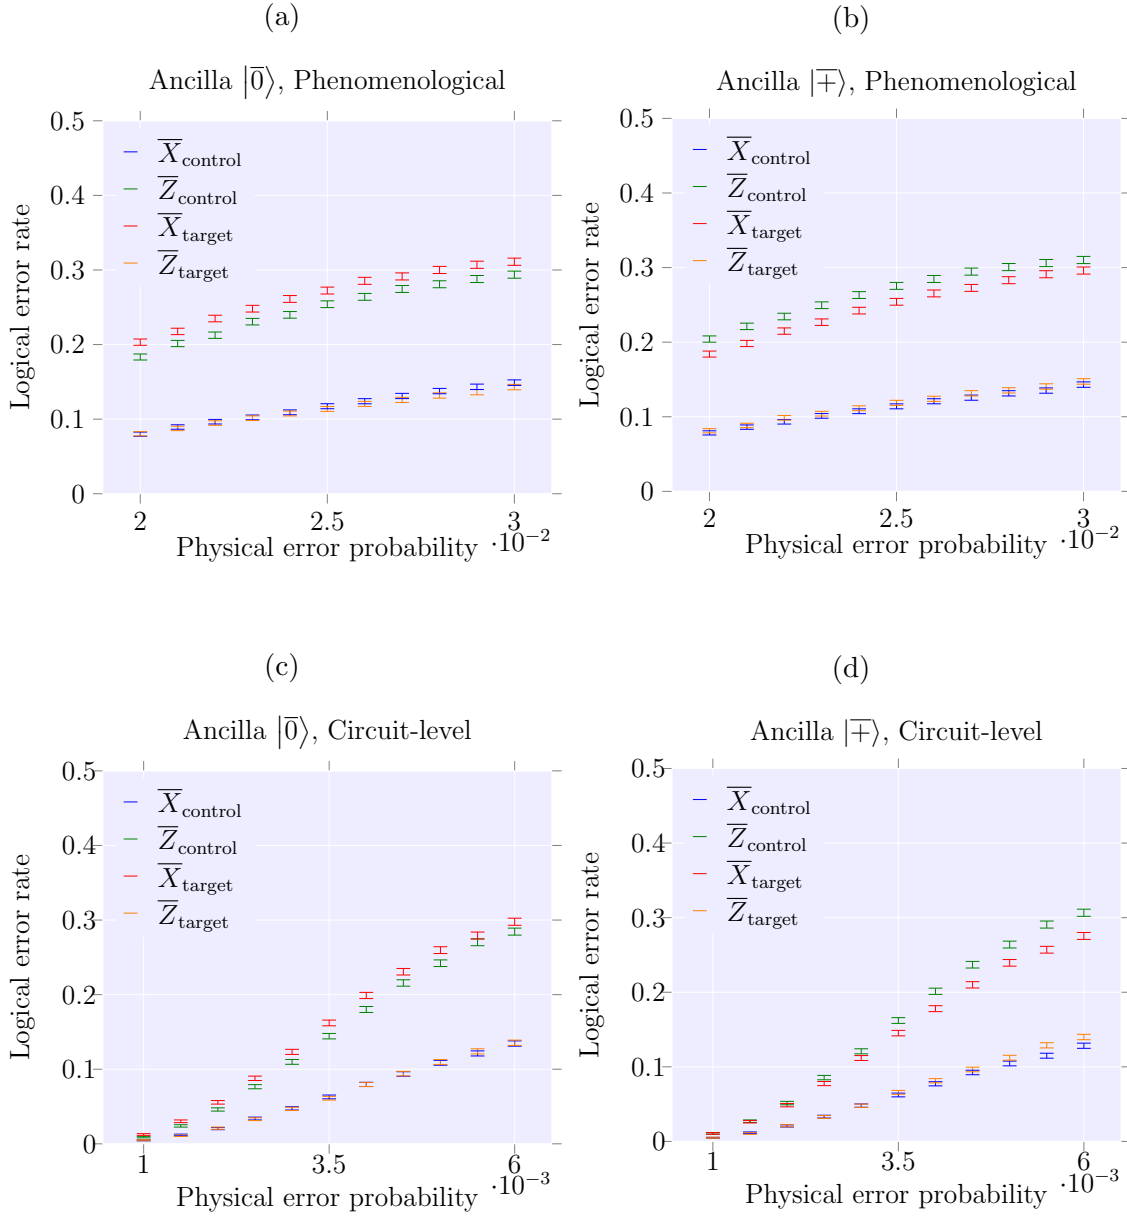 (a)
Ancilla |0̅⟩, Phenomenological
0.5
0.4
0.3
0.2
0.1
0
Logical error rate
X̅control
Z̅control
X̅target
Z̅target
2
2.5
3
Physical error probability ·10−2
(b)
Ancilla |+̅⟩, Phenomenological
0.5
0.4
0.3
0.2
0.1
0
Logical error rate
X̅control
Z̅control
X̅target
Z̅target
2
2.5
3
Physical error probability ·10−2
(c)
Ancilla |0̅⟩, Circuit-level
0.5
0.4
0.3
0.2
0.1
0
Logical error rate
X̅control
Z̅control
X̅target
Z̅target
1
3.5
6
Physical error probability ·10−3
(d)
Ancilla |+̅⟩, Circuit-level
0.5
0.4
0.3
0.2
0.1
0
Logical error rate
X̅control
Z̅control
X̅target
Z̅target
1
3.5
6
Physical error probability ·10−3